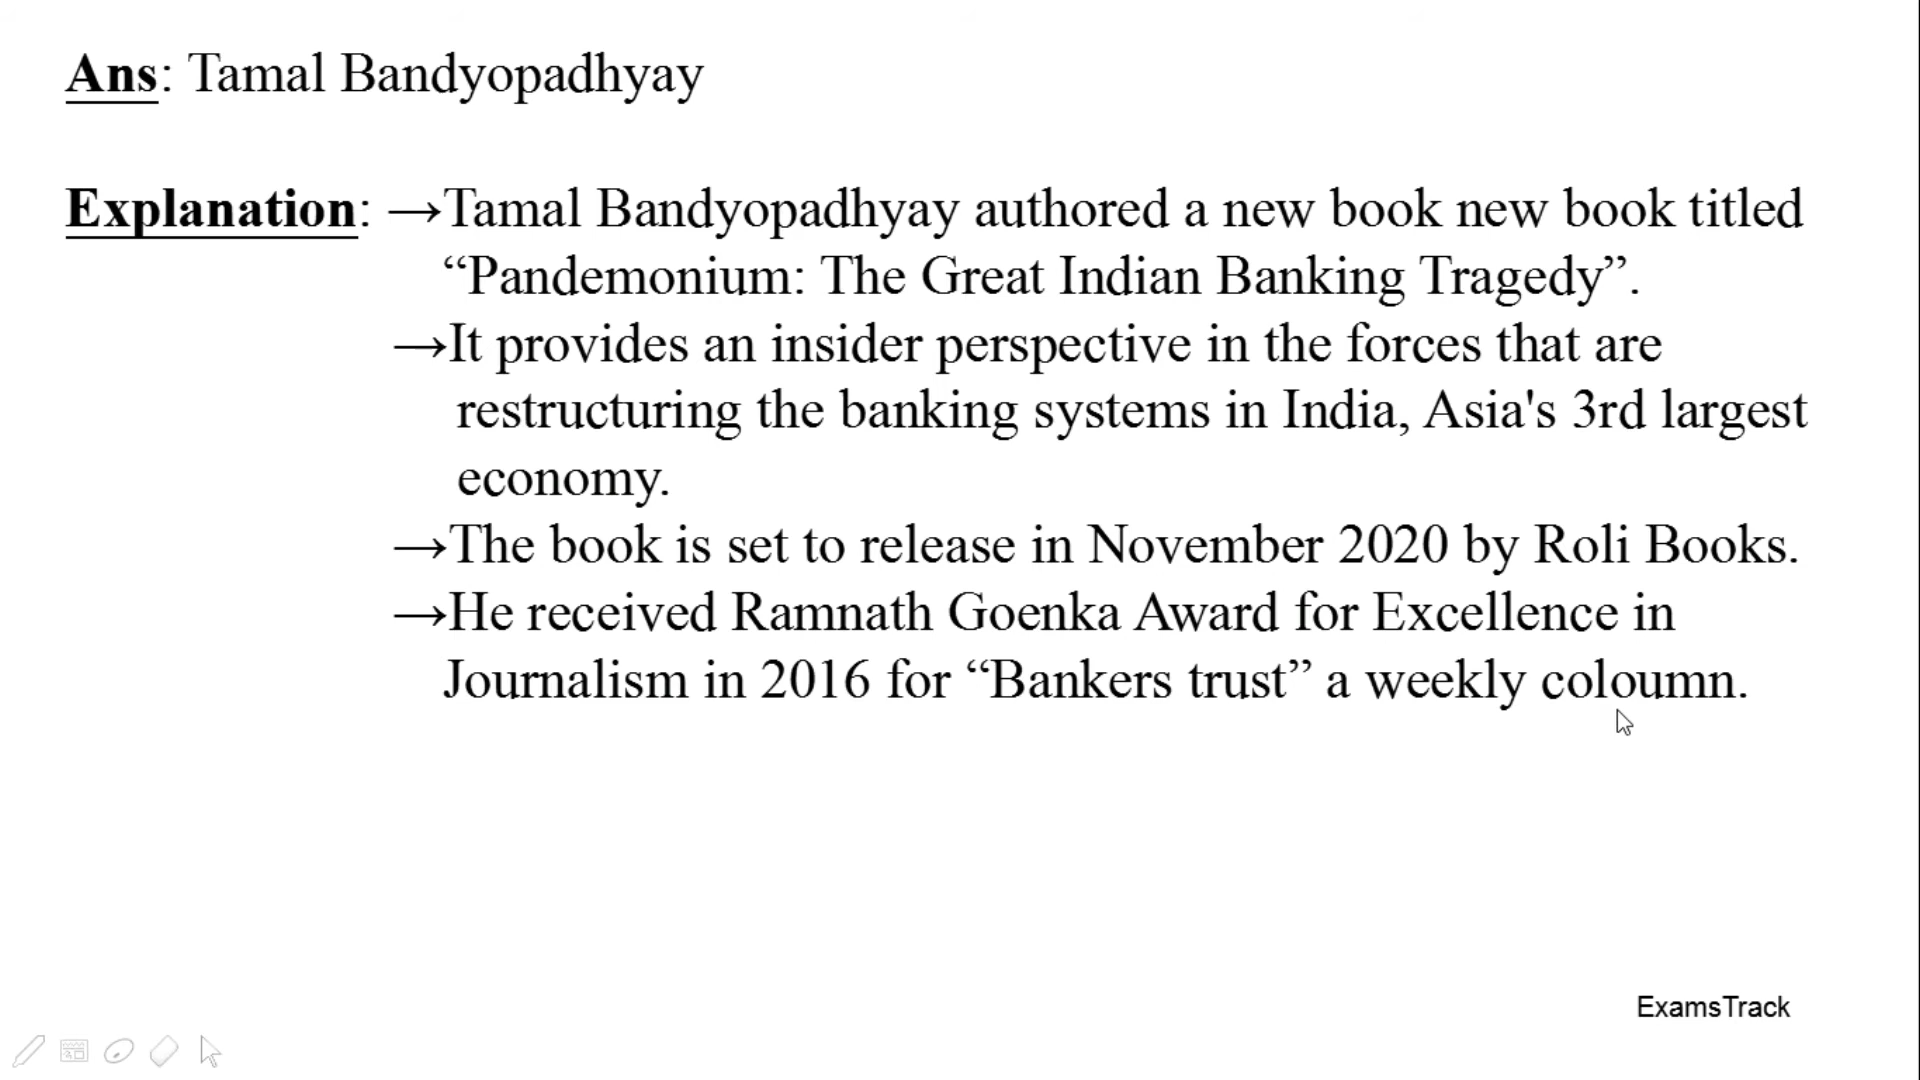 Ans: Tamal Bandyopadhyay
Explanation: →Tamal Bandyopadhyay authored a new book new book titled
“Pandemonium: The Great Indian Banking Tragedy”.
→It provides an insider perspective in the forces that are
restructuring the banking systems in India, Asia's 3rd largest
economy.
→The book is set to release in November 2020 by Roli Books.
→He received Ramnath Goenka Award for Excellence in
Journalism in 2016 for “Bankers trust” a weekly coloumn.
ExamsTrack